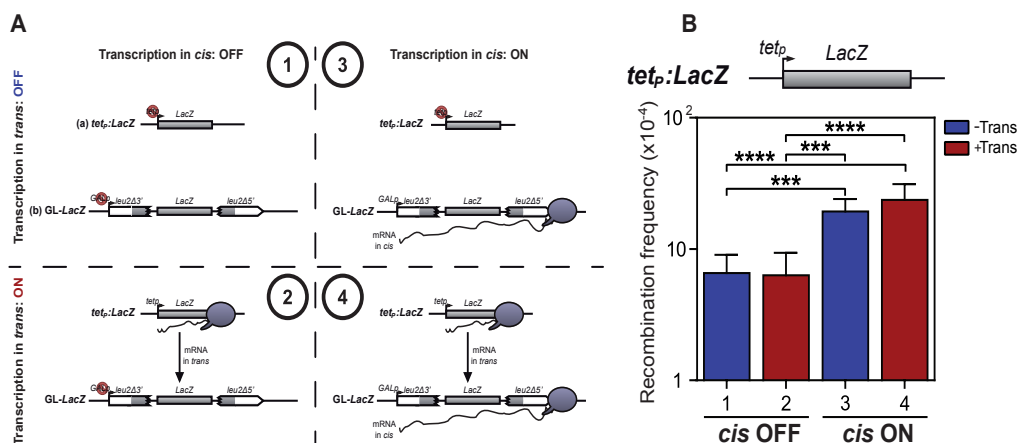 A
Transcription in cis: OFF
1
3
Transcription in cis: ON
Transcription in trans: OFF
tetp LacZ
(a) tetP:LacZ
tetp LacZ
tetP:LacZ
GALp leu2Δ3' LacZ leu2Δ5'
(b) GL-LacZ
GALp leu2Δ3' LacZ leu2Δ5'
GL-LacZ
mRNA
in cis
Transcription in trans: ON
2
4
tetp LacZ
tetP:LacZ
mRNA
in trans
GALp leu2Δ3' LacZ leu2Δ5'
GL-LacZ
tetp LacZ
tetP:LacZ
mRNA
in trans
GALp leu2Δ3' LacZ leu2Δ5'
GL-LacZ
mRNA
in cis
B
tetp LacZ
tetP:LacZ
Recombination frequency (x10⁻⁴)
10²
10
1
****
***
****
***
-Trans
+Trans
1 2 3 4
cis OFF cis ON